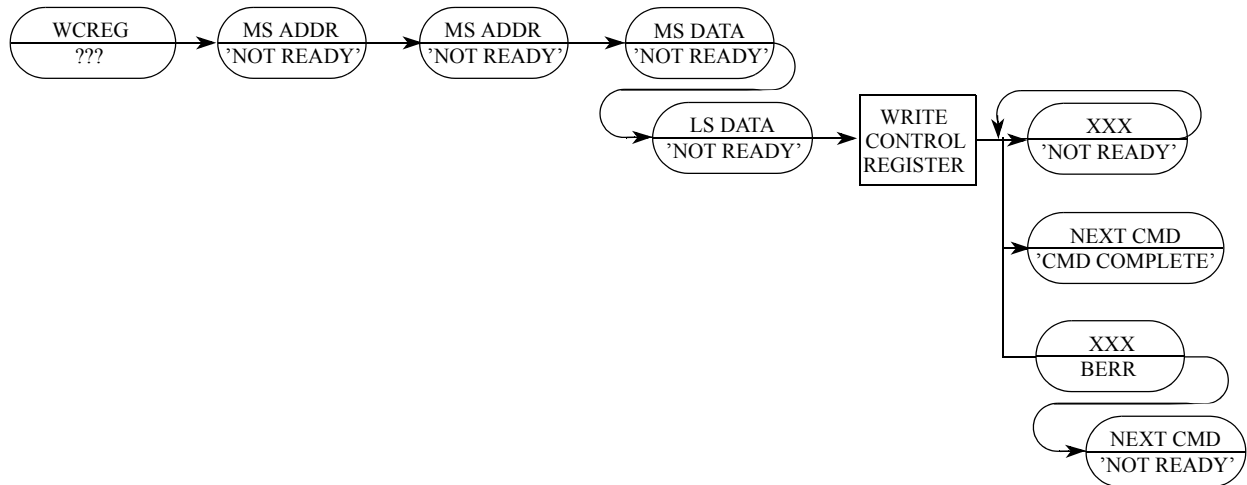 WCREG
???
MS ADDR
'NOT READY'
MS ADDR
'NOT READY'
MS DATA
'NOT READY'
LS DATA
'NOT READY'
WRITE
CONTROL
REGISTER
XXX
'NOT READY'
NEXT CMD
'CMD COMPLETE'
XXX
BERR
NEXT CMD
'NOT READY'